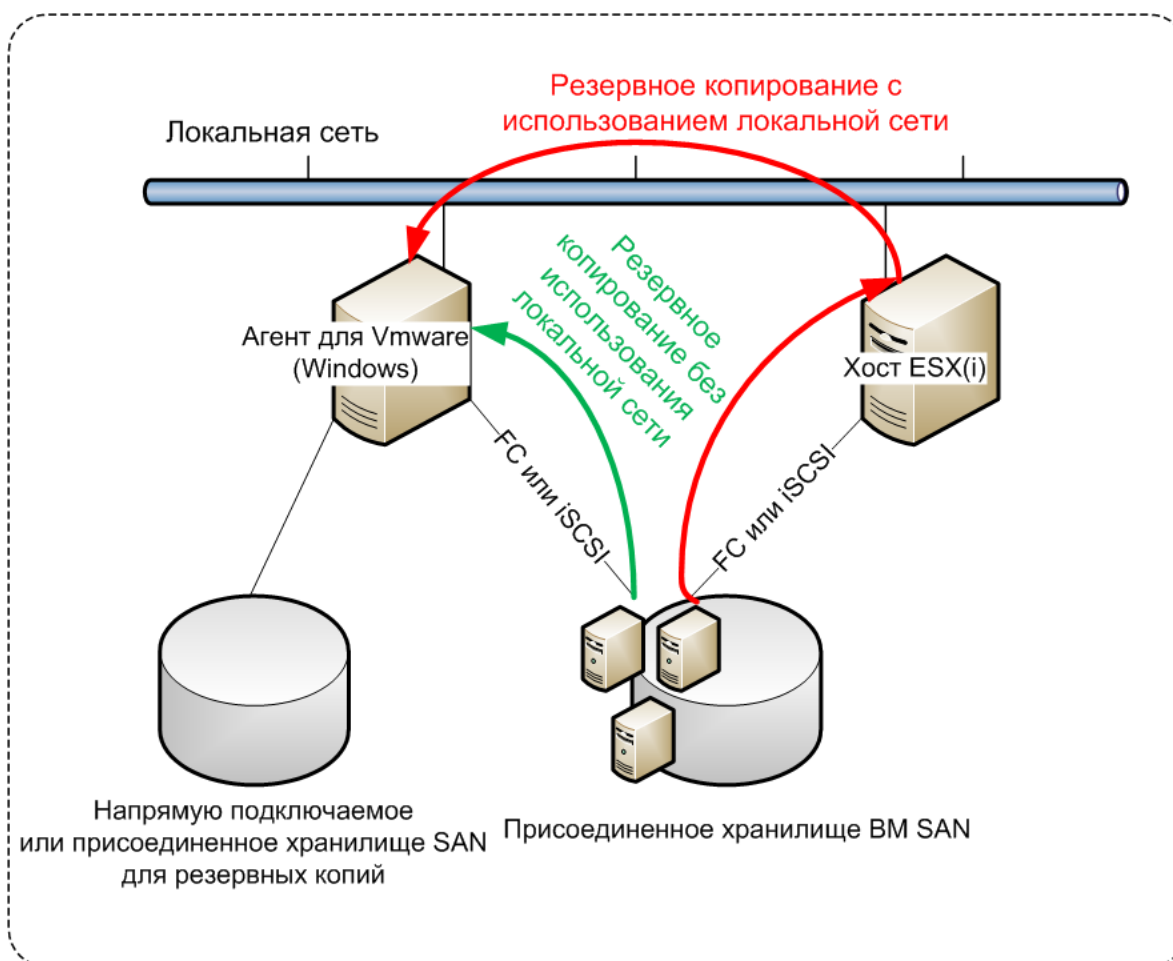 Резервное копирование с
использованием локальной сети
Локальная сеть
Резервное
копирование без
использования
локальной сети
Агент для Vmware
(Windows)
Хост ESX(i)
FC или iSCSI
FC или iSCSI
Напрямую подключаемое
или присоединенное хранилище SAN
для резервных копий
Присоединенное хранилище ВМ SAN